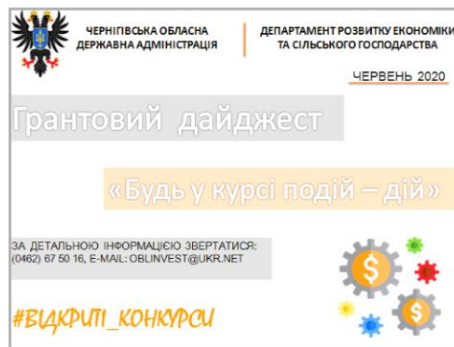 ЧЕРНІГІВСЬКА ОБЛАСНА
ДЕРЖАВНА АДМІНІСТРАЦІЯ
ДЕПАРТАМЕНТ РОЗВИТКУ ЕКОНОМІКИ
ТА СІЛЬСЬКОГО ГОСПОДАРСТВА
ЧЕРВЕНЬ 2020
Грантовий дайджест
«Будь у курсі подій – дій»
ЗА ДЕТАЛЬНОЮ ІНФОРМАЦІЄЮ ЗВЕРТАТИСЯ:
(0462) 67 50 16, E-MAIL: OBLINVEST@UKR.NET
#ВІДКРИТІ_КОНКУРСИ